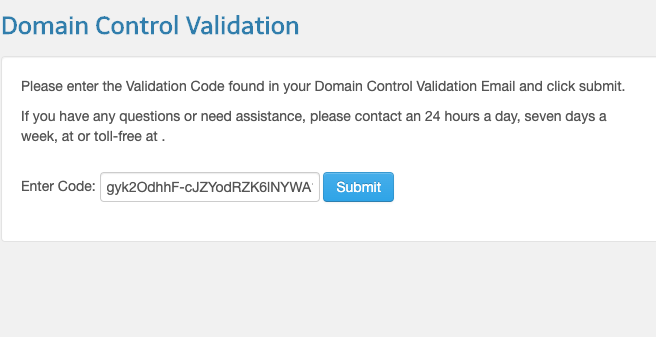 Domain Control Validation
Please enter the Validation Code found in your Domain Control Validation Email and click submit.
If you have any questions or need assistance, please contact an 24 hours a day, seven days a
week, at or toll-free at .
Enter Code: gyk2OdhhF-cJZYodRZK6lNYWA Submit